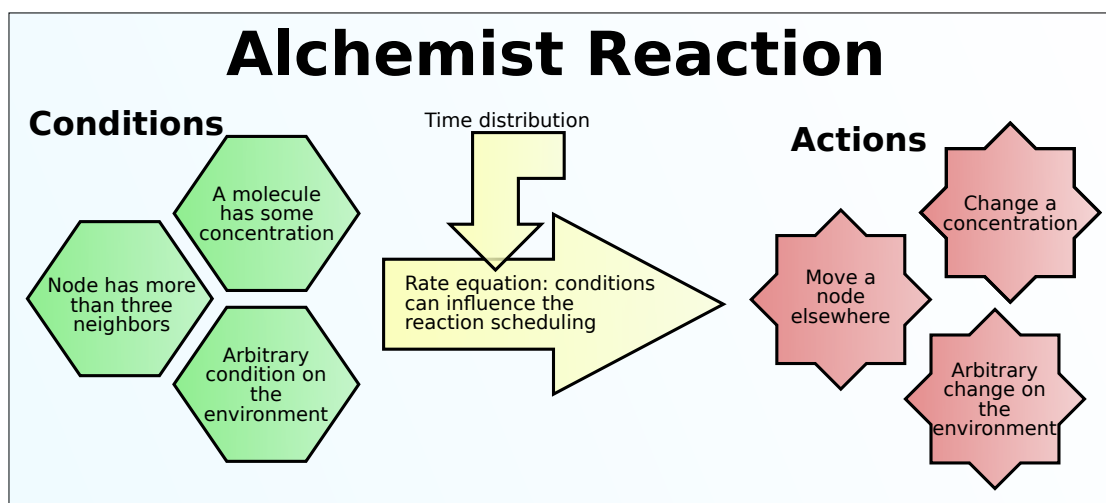 Alchemist Reaction
Conditions
A molecule
has some
concentration
Node has more
than three
neighbors
Arbitrary
condition on
the
environment
Time distribution
Rate equation: conditions
can influence the
reaction scheduling
Actions
Change a
concentration
Move a
node
elsewhere
Arbitrary
change on
the
environment